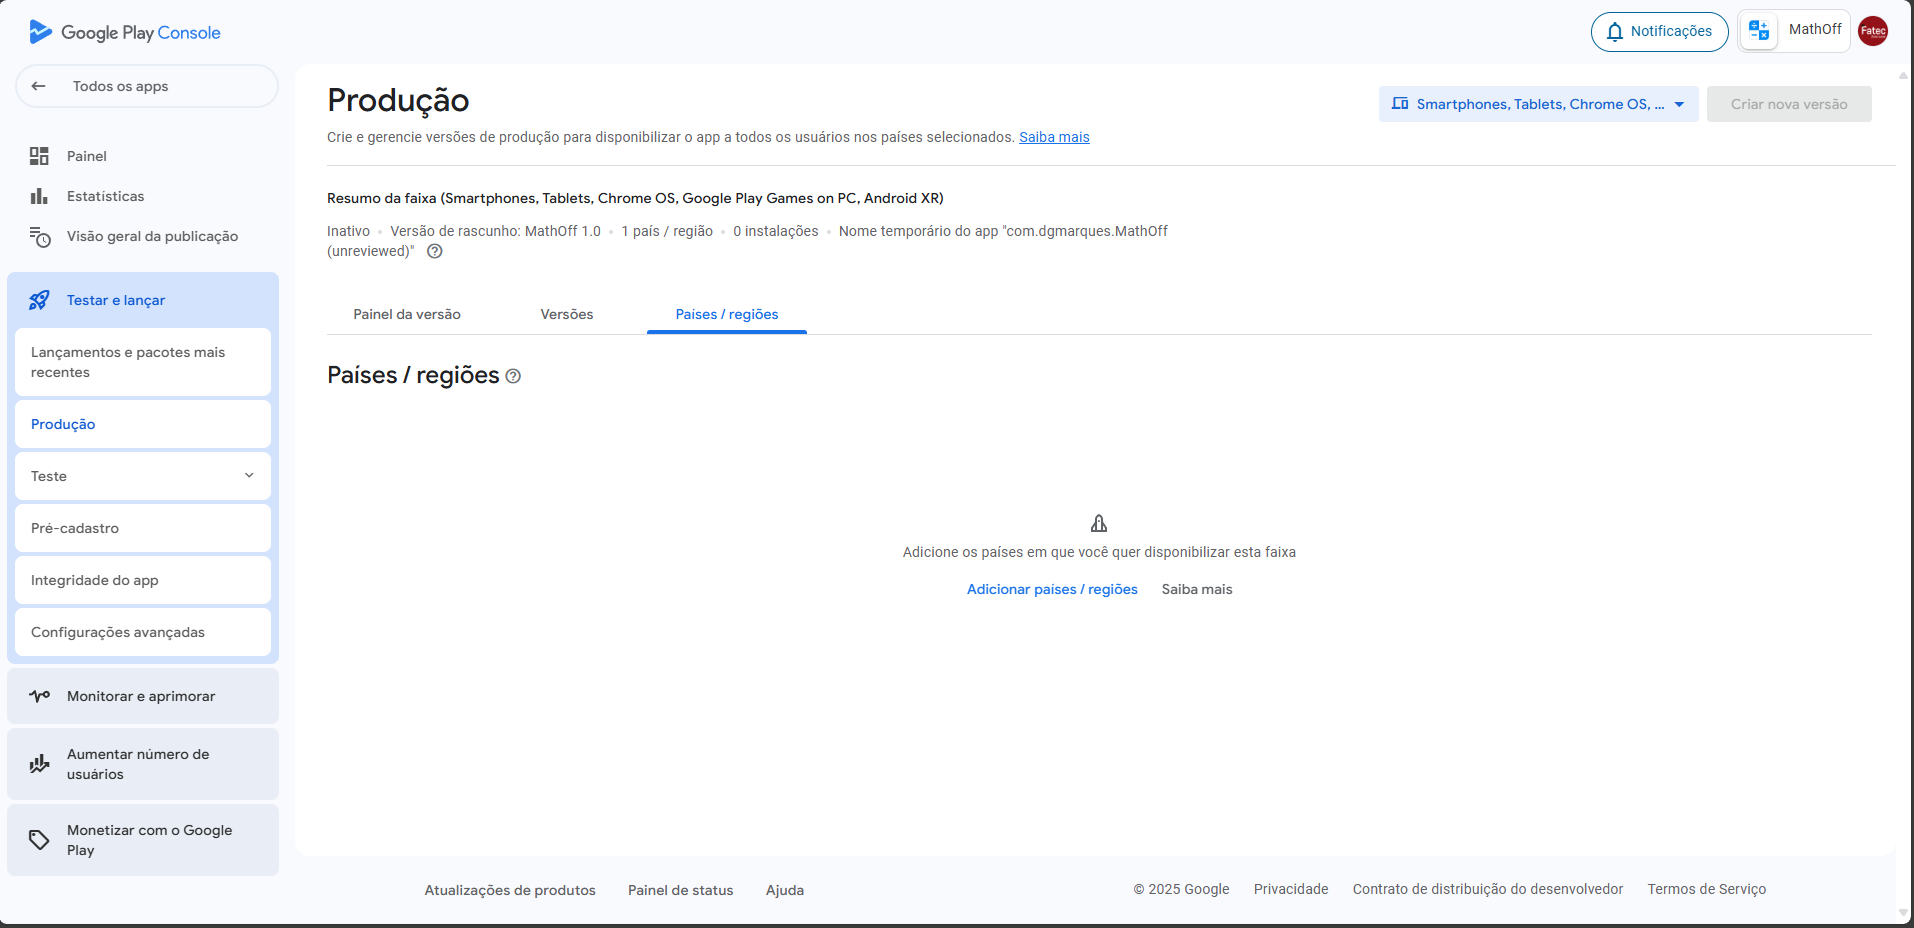 Google Play Console
Notificações
MathOff
Fatec
Todos os apps
Painel
Estatísticas
Visão geral da publicação
Testar e lançar
Lançamentos e pacotes mais
recentes
Produção
Teste
Pré-cadastro
Integridade do app
Configurações avançadas
Monitorar e aprimorar
Aumentar número de
usuários
Monetizar com o Google
Play
Produção
Smartphones, Tablets, Chrome OS, ...
Criar nova versão
Crie e gerencie versões de produção para disponibilizar o app a todos os usuários nos países selecionados. Saiba mais
Resumo da faixa (Smartphones, Tablets, Chrome OS, Google Play Games on PC, Android XR)
Inativo • Versão de rascunho: MathOff 1.0 • 1 país / região • 0 instalações • Nome temporário do app "com.dgmarques.MathOff
(unreviewed)"
Painel da versão
Versões
Países / regiões
Países / regiões
Adicione os países em que você quer disponibilizar esta faixa
Adicionar países / regiões
Saiba mais
Atualizações de produtos
Painel de status
Ajuda
© 2025 Google
Privacidade
Contrato de distribuição do desenvolvedor
Termos de Serviço